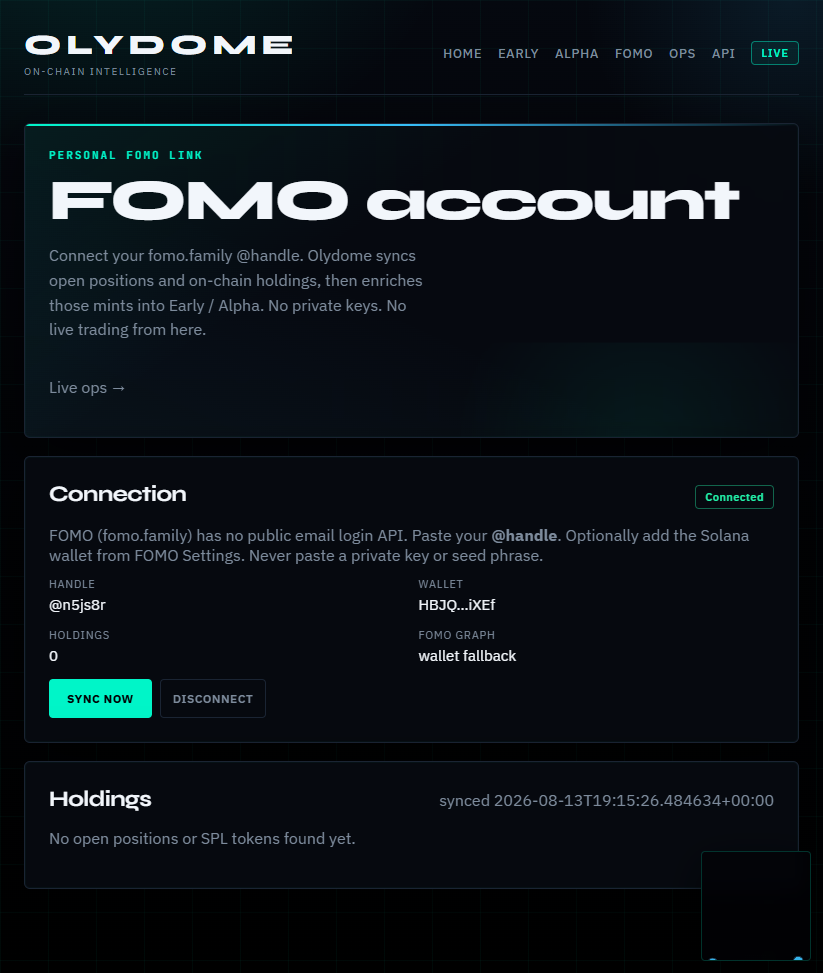 OLYDOME
ON-CHAIN INTELLIGENCE
HOME EARLY ALPHA FOMO OPS API LIVE
PERSONAL FOMO LINK
FOMO account
Connect your fomo.family @handle. Olydome syncs
open positions and on-chain holdings, then enriches
those mints into Early / Alpha. No private keys. No
live trading from here.
Live ops →
Connection
Connected
FOMO (fomo.family) has no public email login API. Paste your @handle. Optionally add the Solana
wallet from FOMO Settings. Never paste a private key or seed phrase.
HANDLE WALLET
@n5js8r HBJQ…iXEf
HOLDINGS FOMO GRAPH
0 wallet fallback
SYNC NOW DISCONNECT
Holdings
synced 2026-08-13T19:15:26.484634+00:00
No open positions or SPL tokens found yet.